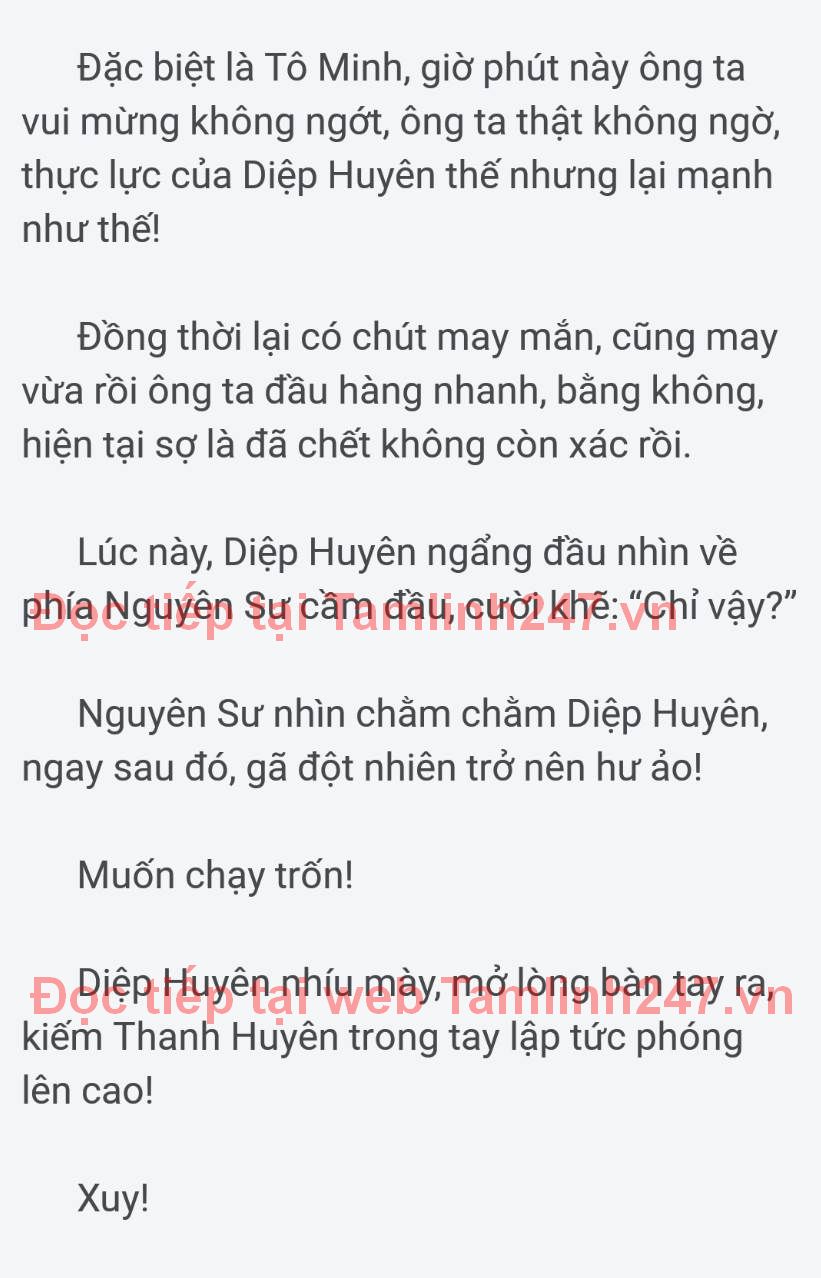 Đặc biệt là Tô Minh, giờ phút này ông ta
vui mừng không ngớt, ông ta thật không ngờ,
thực lực của Diệp Huyên thế nhưng lại mạnh
như thế!
Đồng thời lại có chút may mắn, cũng may
vừa rồi ông ta đầu hàng nhanh, bằng không,
hiện tại sợ là đã chết không còn xác rồi.
Lúc này, Diệp Huyên ngẩng đầu nhìn về
phía Nguyên Sư cầm đầu, cười khẽ: “Chỉ vậy?”
Đọc tiếp tại Tamlinh247.vn
Nguyên Sư nhìn chằm chằm Diệp Huyên,
ngay sau đó, gã đột nhiên trở nên hư ảo!
Muốn chạy trốn!
Diệp Huyên nhíu mày, mở lòng bàn tay ra,
Đọc tiếp tại web Tamlinh247.vn
kiếm Thanh Huyên trong tay lập tức phóng
lên cao!
Xuy!